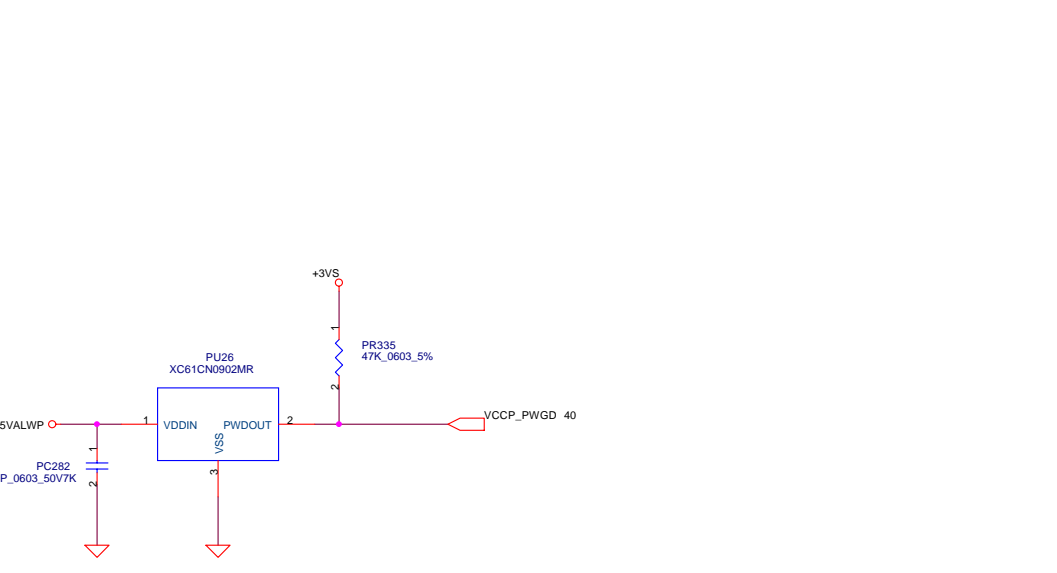 +3VS
1
PR335
47K_0603_5%
2
PU26
XC61CN0902MR
5VALWP
1
VDDIN
PWDOUT
2
VCCP_PWGD 40
VSS
1
PC282
P_0603_50V7K
2
3